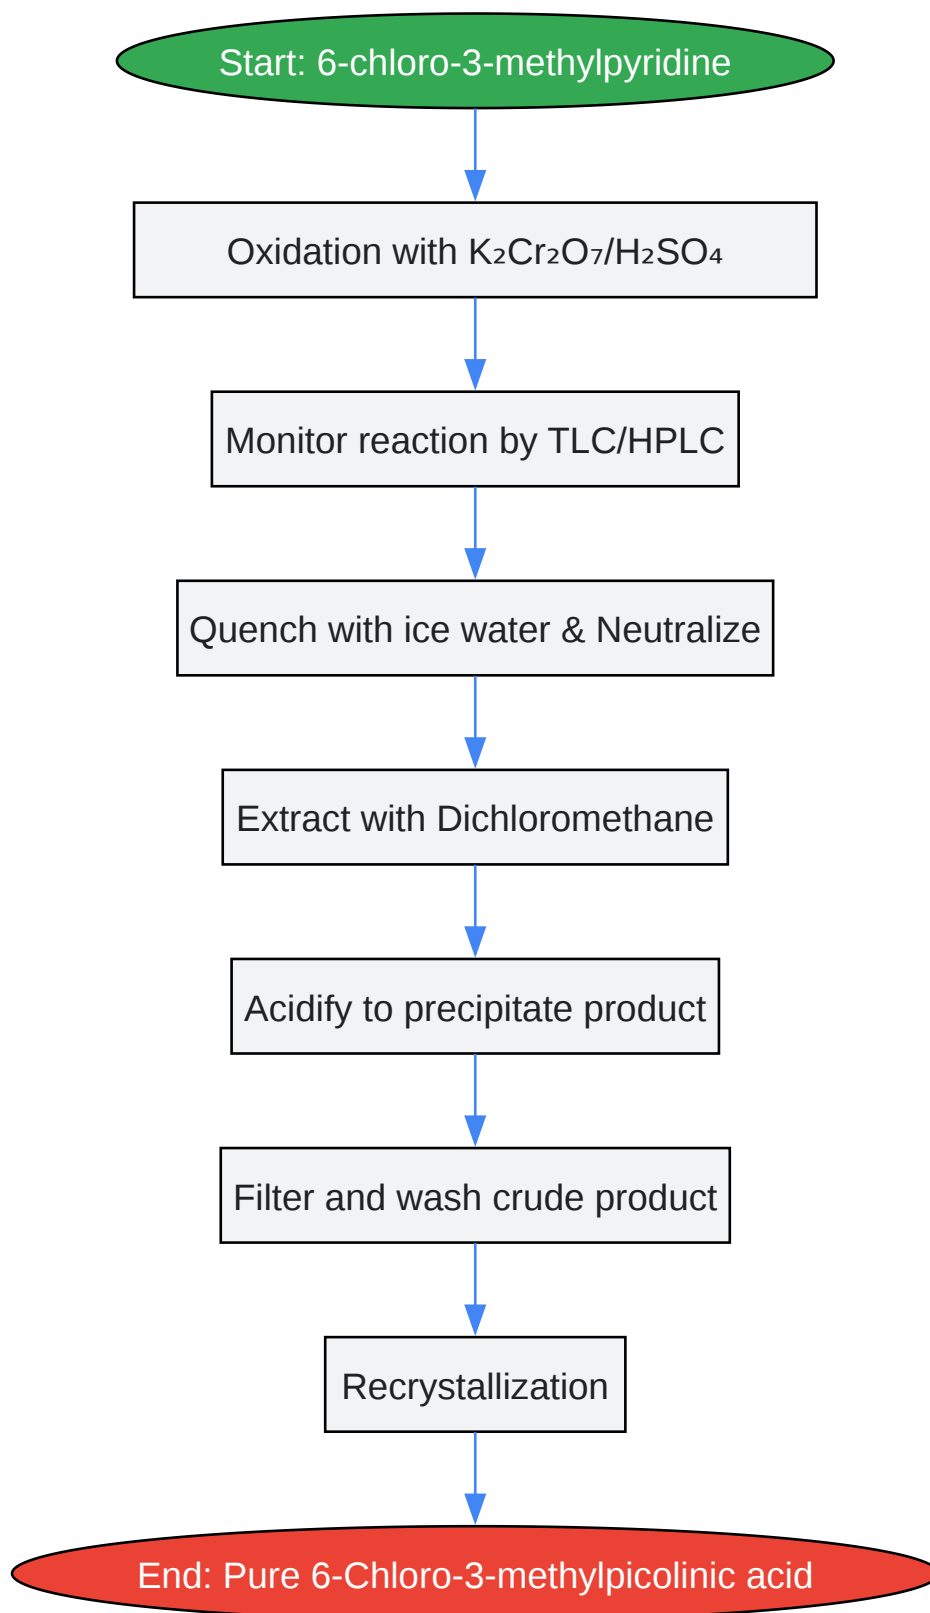 Start: 6-chloro-3-methylpyridine
Oxidation with K₂Cr₂O₇/H₂SO₄
Monitor reaction by TLC/HPLC
Quench with ice water & Neutralize
Extract with Dichloromethane
Acidify to precipitate product
Filter and wash crude product
Recrystallization
End: Pure 6-Chloro-3-methylpicolinic acid